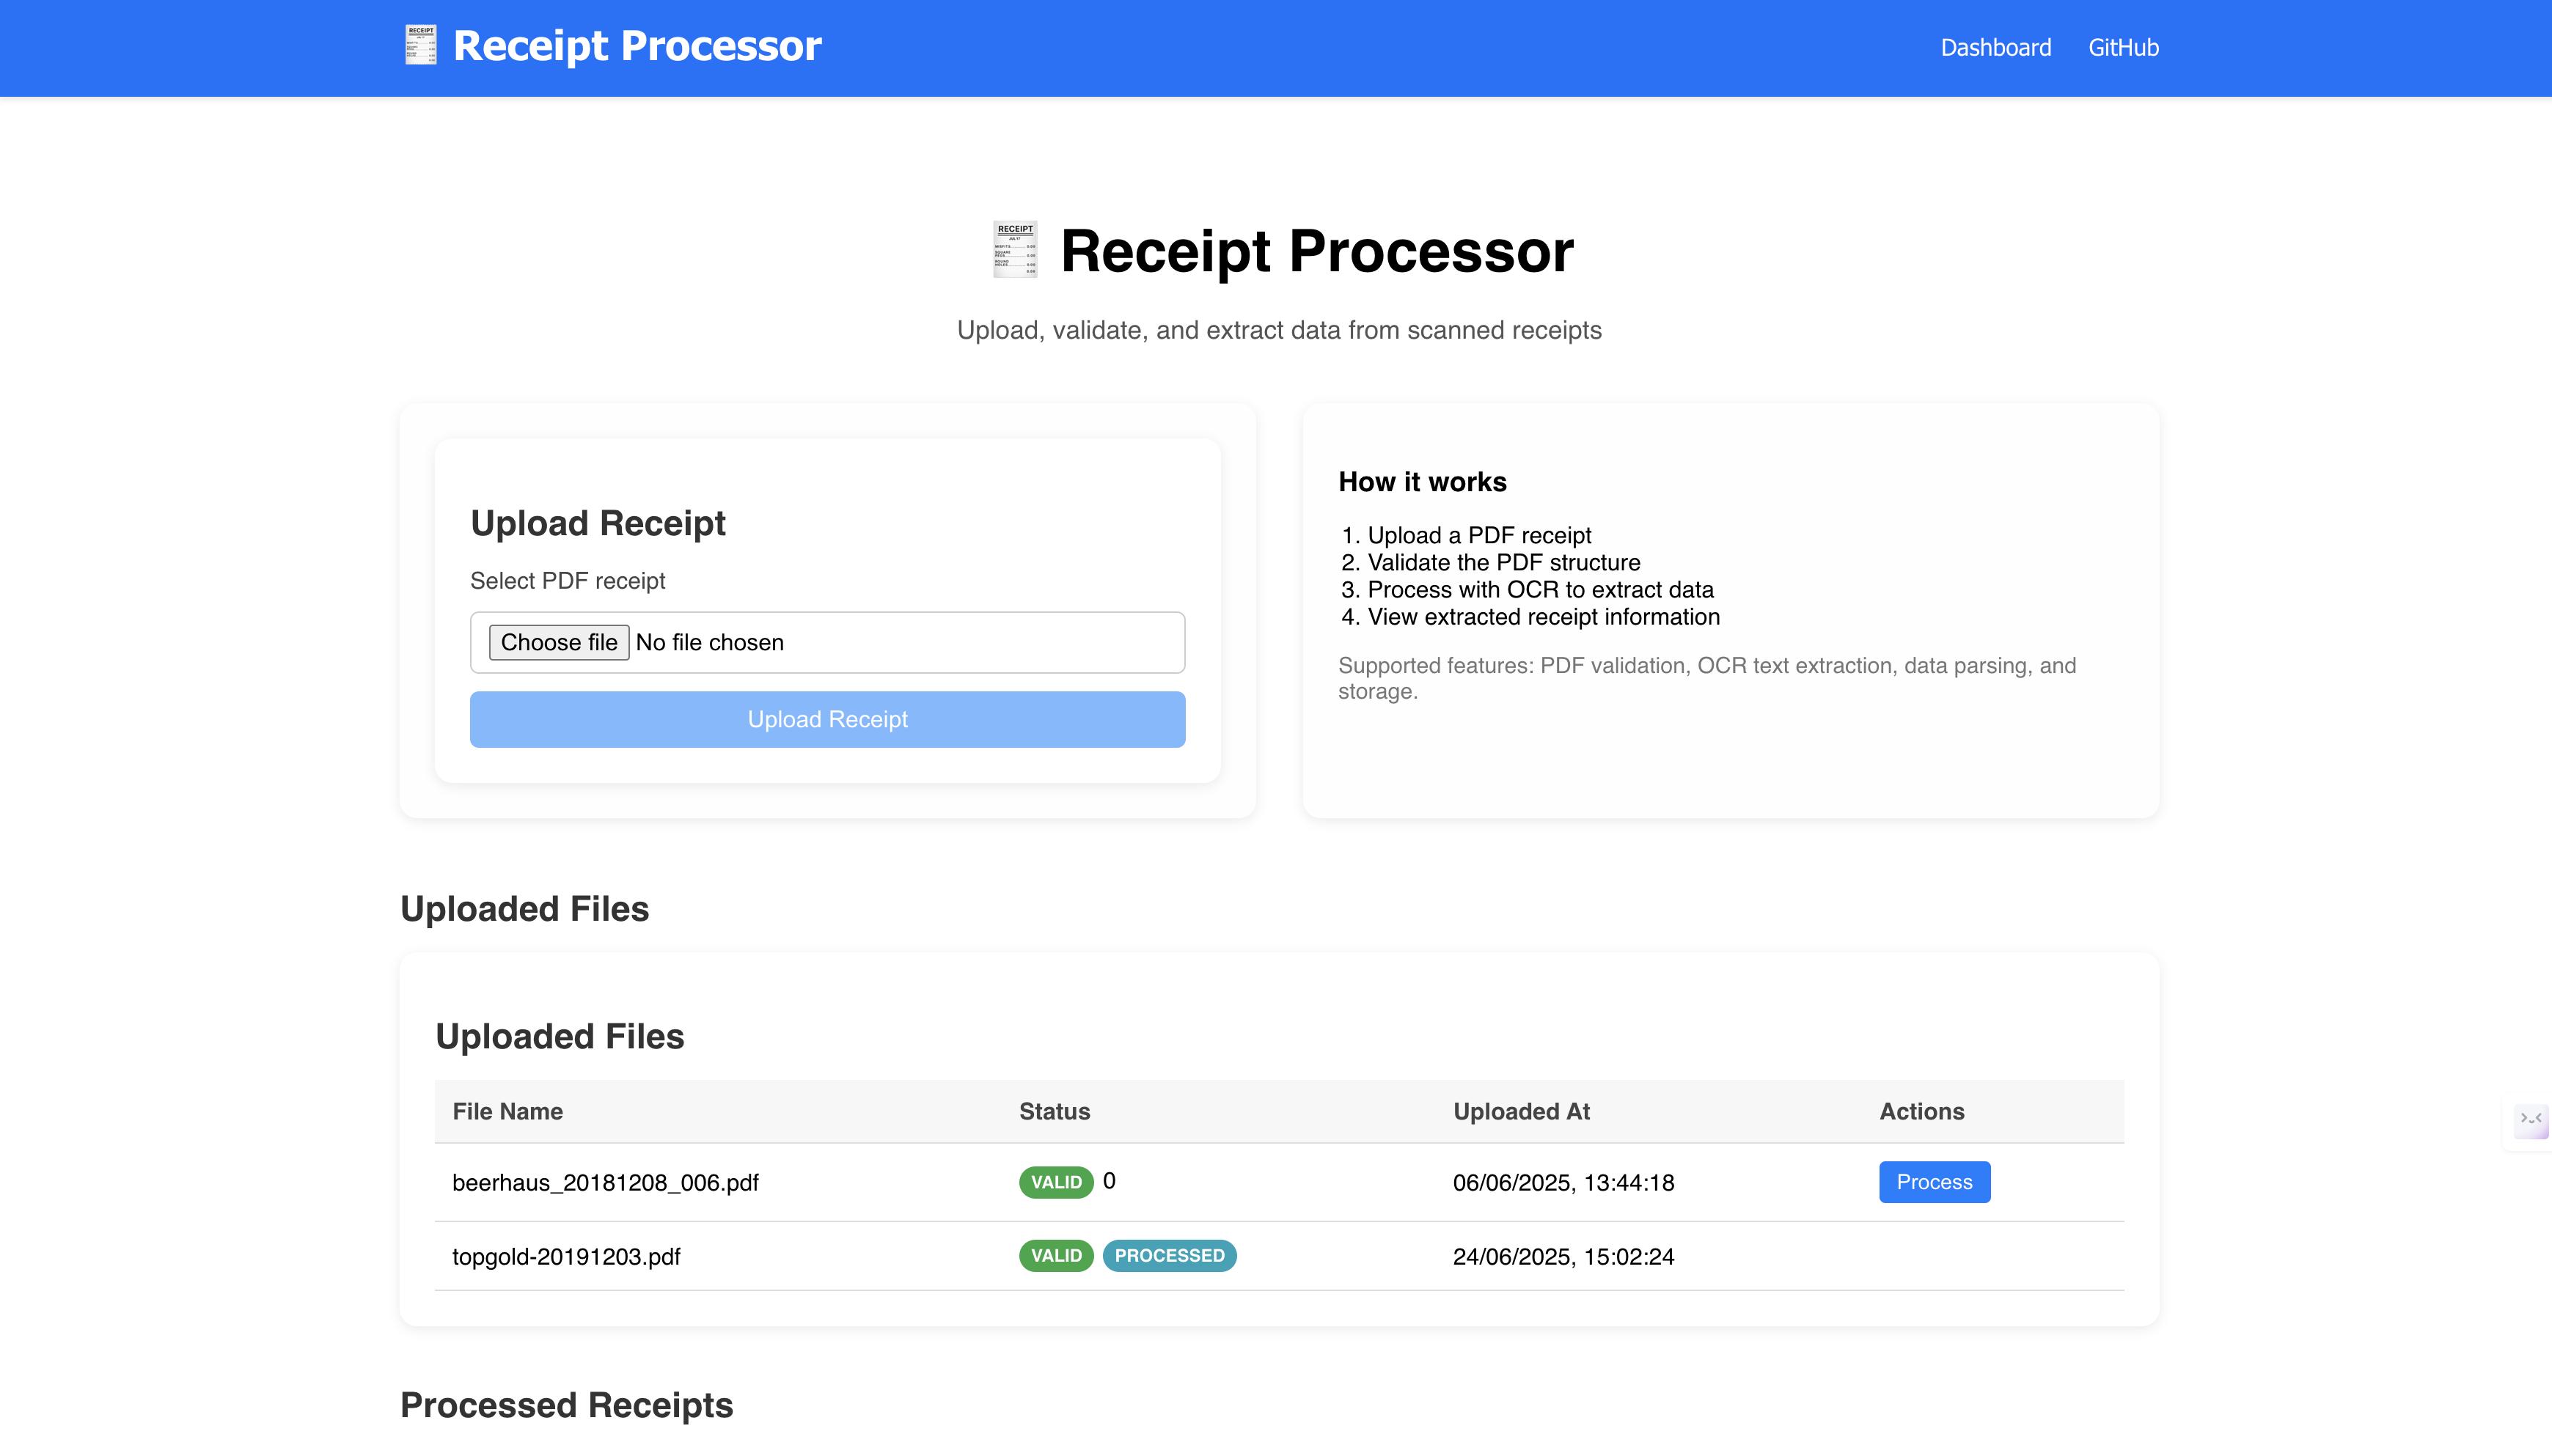 Receipt Processor
Dashboard
GitHub
RECEIPT
Receipt Processor
Upload, validate, and extract data from scanned receipts
Upload Receipt
Select PDF receipt
Choose file No file chosen
Upload Receipt
How it works
1. Upload a PDF receipt
2. Validate the PDF structure
3. Process with OCR to extract data
4. View extracted receipt information
Supported features: PDF validation, OCR text extraction, data parsing, and
storage.
Uploaded Files
Uploaded Files
File Name Status Uploaded At Actions
beerhaus_20181208_006.pdf VALID 0 06/06/2025, 13:44:18 Process
topgold-20191203.pdf VALID PROCESSED 24/06/2025, 15:02:24
Processed Receipts